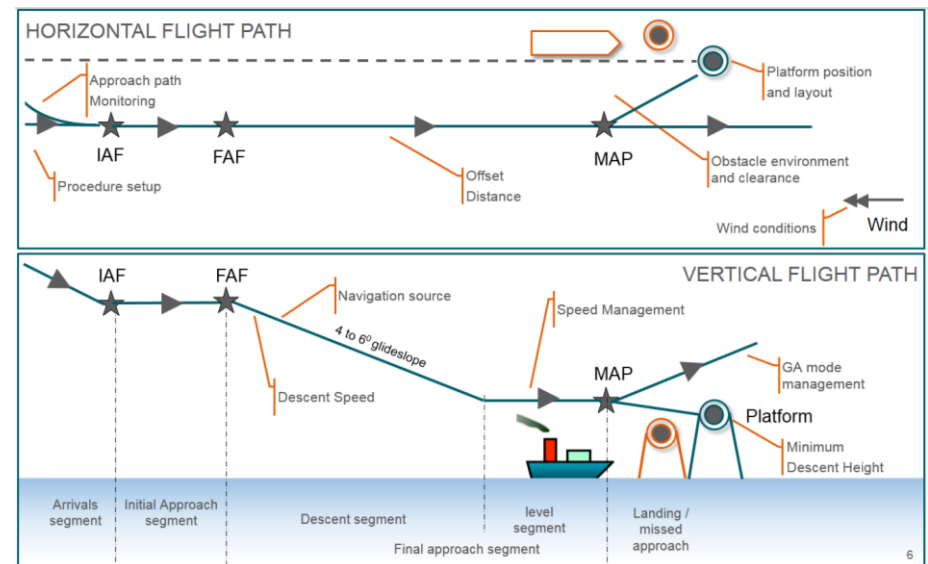 HORIZONTAL FLIGHT PATH
Approach path
Monitoring
Platform position
and layout
IAF
FAF
MAP
Procedure setup
Offset
Distance
Obstacle environment
and clearance
Wind conditions
Wind
VERTICAL FLIGHT PATH
IAF
FAF
Navigation source
Speed Management
4 to 6⁰ glideslope
Descent Speed
MAP
GA mode
management
Platform
Minimum
Descent Height
Arrivals
segment
Initial Approach
segment
Descent segment
level
segment
Landing /
missed
approach
Final approach segment
6